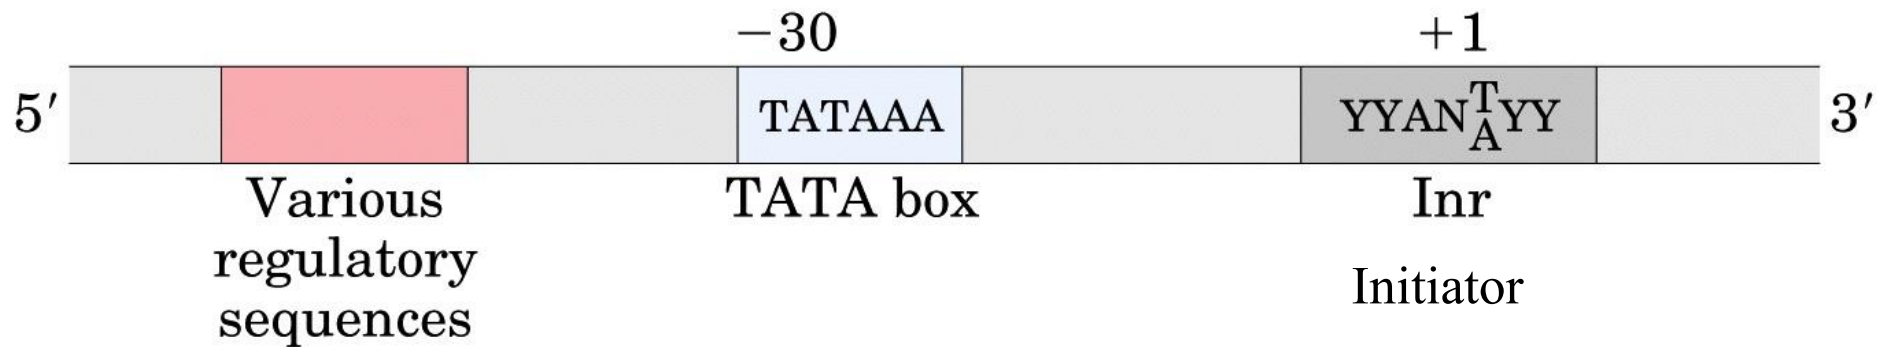 −30 +1
5′ TATAAA YYANTAYY 3′
Various TATA box Inr
regulatory
Initiator
sequences